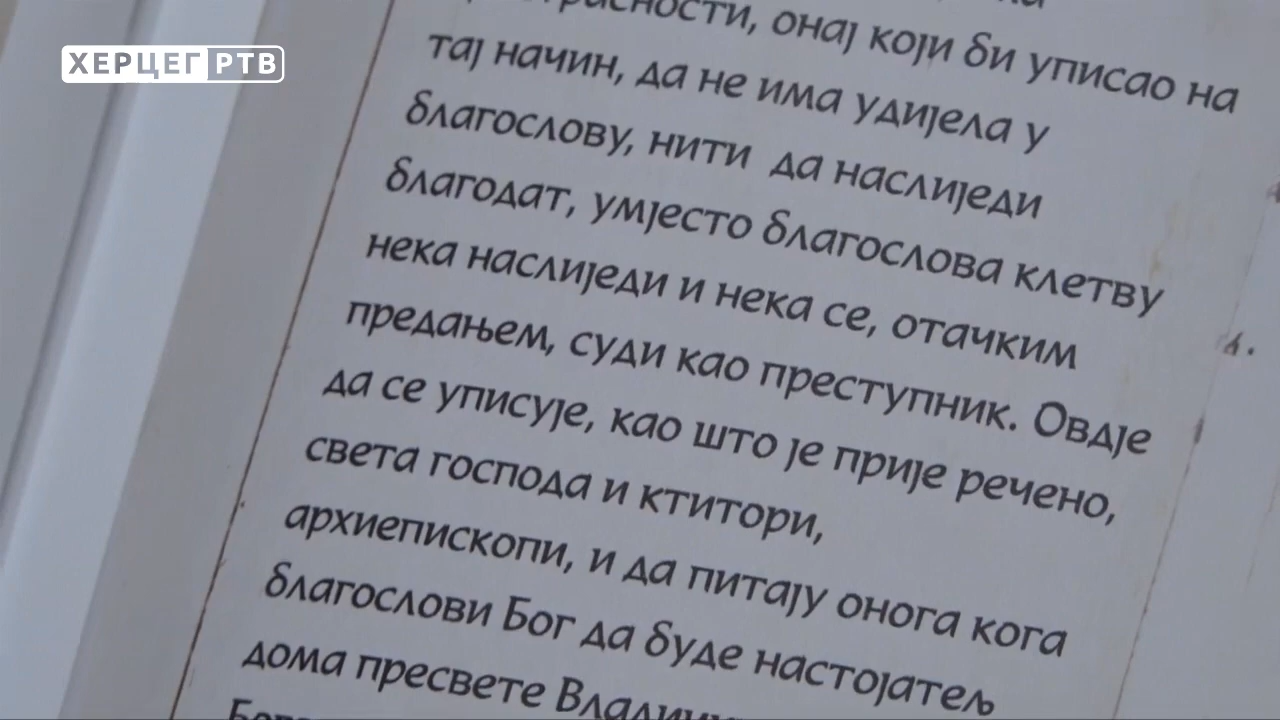 ХЕРЦЕГ РТВ
онај који би уписао на
тај начин, да не има удијела у
благослову, нити да наслиједи
благодат, умјесто благослова клетву
нека наслиједи и нека се, отачким
предањем, суди као преступник. Овдје
да се уписује, као што је прије речено,
света господа и ктитори,
архиепископи, и да питају онога кога
благослови Бог да буде настојатељ
дома пресвете